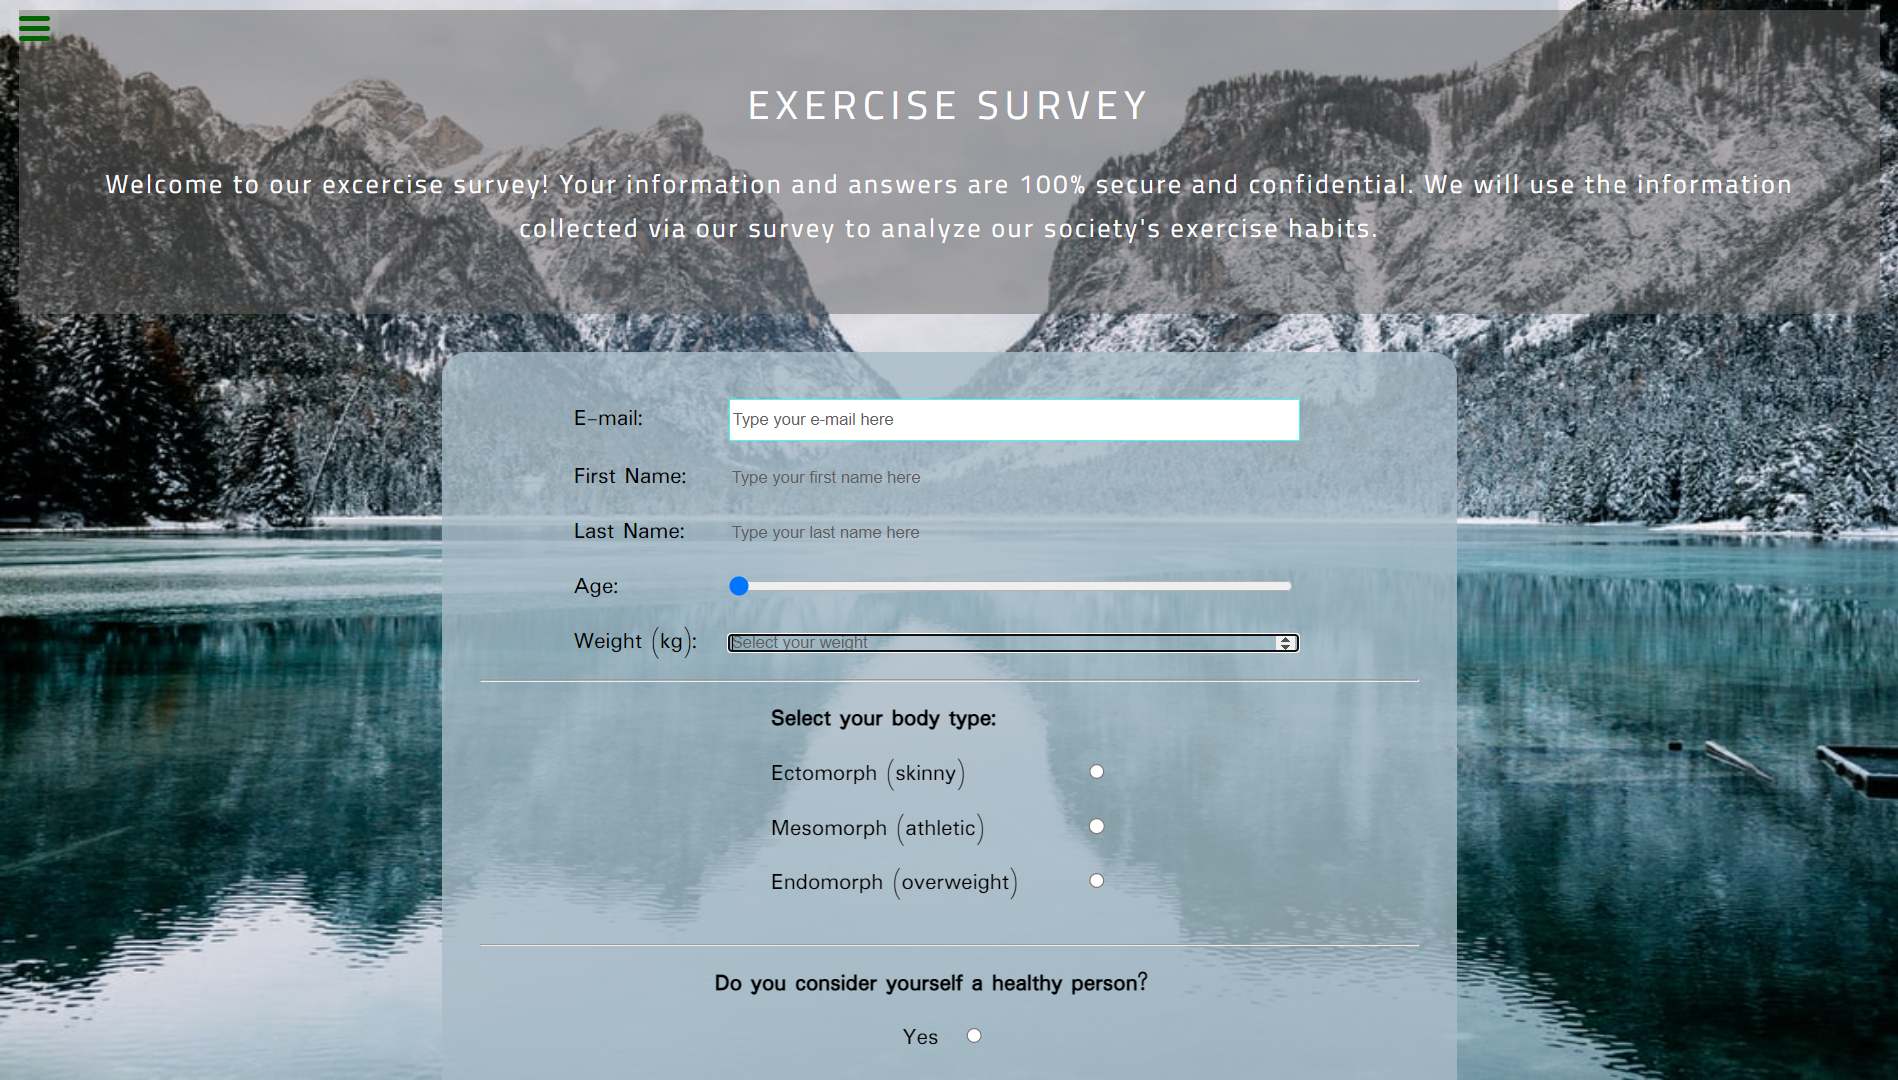 EXERCISE SURVEY
Welcome to our excercise survey! Your information and answers are 100% secure and confidential. We will use the information
collected via our survey to analyze our society's exercise habits.
E-mail: Type your e-mail here
First Name: Type your first name here
Last Name: Type your last name here
Age:
Weight (kg): Select your weight
Select your body type:
Ectomorph (skinny)
Mesomorph (athletic)
Endomorph (overweight)
Do you consider yourself a healthy person?
Yes